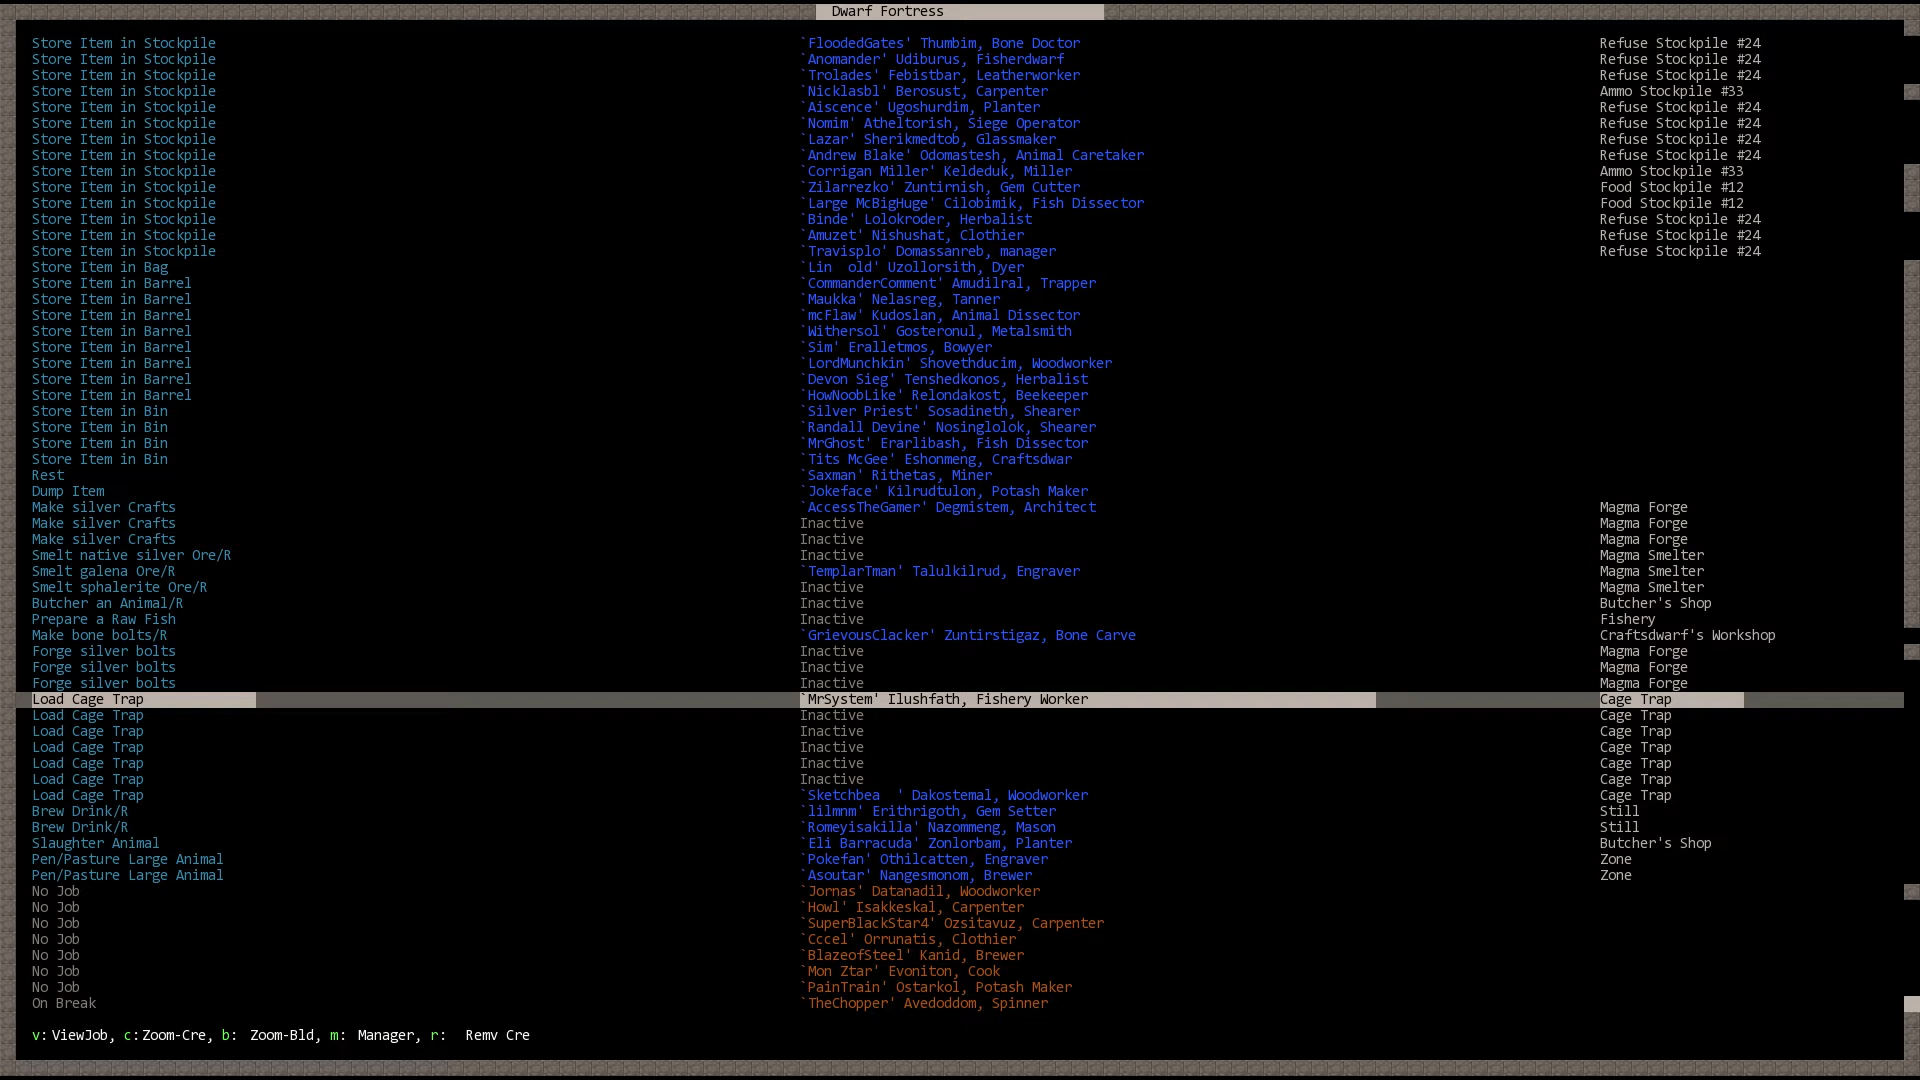 Dwarf Fortress
Store Item in Stockpile `FloodedGates' Thumbim, Bone Doctor Refuse Stockpile #24
Store Item in Stockpile `Anomander' Udiburus, Fisherdwarf Refuse Stockpile #24
Store Item in Stockpile `Trolades' Febistbar, Leatherworker Refuse Stockpile #24
Store Item in Stockpile `Nicklasbl' Berosust, Carpenter Ammo Stockpile #33
Store Item in Stockpile `Aiscence' Ugoshurdim, Planter Refuse Stockpile #24
Store Item in Stockpile `Nomim' Atheltorish, Siege Operator Refuse Stockpile #24
Store Item in Stockpile `Lazar' Sherikmedtob, Glassmaker Refuse Stockpile #24
Store Item in Stockpile `Andrew Blake' Odomastesh, Animal Caretaker Refuse Stockpile #24
Store Item in Stockpile `Corrigan Miller' Keldeduk, Miller Ammo Stockpile #33
Store Item in Stockpile `Zilarrezko' Zuntirnish, Gem Cutter Food Stockpile #12
Store Item in Stockpile `Large McBigHuge' Cilobimik, Fish Dissector Food Stockpile #12
Store Item in Stockpile `Binde' Lolokroder, Herbalist Refuse Stockpile #24
Store Item in Stockpile `Amuzet' Nishushat, Clothier Refuse Stockpile #24
Store Item in Stockpile `Travisplo' Domassanreb, manager Refuse Stockpile #24
Store Item in Bag `Lin  old' Uzollorsith, Dyer
Store Item in Barrel `CommanderComment' Amudilral, Trapper
Store Item in Barrel `Maukka' Nelasreg, Tanner
Store Item in Barrel `mcFlaw' Kudoslan, Animal Dissector
Store Item in Barrel `Withersol' Gosteronul, Metalsmith
Store Item in Barrel `Sim' Eralletmos, Bowyer
Store Item in Barrel `LordMunchkin' Shovethducim, Woodworker
Store Item in Barrel `Devon Sieg' Tenshedkonos, Herbalist
Store Item in Barrel `HowNoobLike' Relondakost, Beekeeper
Store Item in Bin `Silver Priest' Sosadineth, Shearer
Store Item in Bin `Randall Devine' Nosinglolok, Shearer
Store Item in Bin `MrGhost' Erarlibash, Fish Dissector
Store Item in Bin `Tits McGee' Eshonmeng, Craftsdwar
Rest `Saxman' Rithetas, Miner
Dump Item `Jokeface' Kilrudtulon, Potash Maker
Make silver Crafts `AccessTheGamer' Degmistem, Architect Magma Forge
Make silver Crafts Inactive Magma Forge
Make silver Crafts Inactive Magma Forge
Smelt native silver Ore/R Inactive Magma Smelter
Smelt galena Ore/R `TemplarTman' Talulkilrud, Engraver Magma Smelter
Smelt sphalerite Ore/R Inactive Magma Smelter
Butcher an Animal/R Inactive Butcher's Shop
Prepare a Raw Fish Inactive Fishery
Make bone bolts/R `GrievousClacker' Zuntirstigaz, Bone Carve Craftsdwarf's Workshop
Forge silver bolts Inactive Magma Forge
Forge silver bolts Inactive Magma Forge
Forge silver bolts Inactive Magma Forge
Load Cage Trap `MrSystem' Ilushfath, Fishery Worker Cage Trap
Load Cage Trap Inactive Cage Trap
Load Cage Trap Inactive Cage Trap
Load Cage Trap Inactive Cage Trap
Load Cage Trap Inactive Cage Trap
Load Cage Trap Inactive Cage Trap
Load Cage Trap `Sketchbea  ' Dakostemal, Woodworker Cage Trap
Brew Drink/R `lilmnm' Erithrigoth, Gem Setter Still
Brew Drink/R `Romeyisakilla' Nazommeng, Mason Still
Slaughter Animal `Eli Barracuda' Zonlorbam, Planter Butcher's Shop
Pen/Pasture Large Animal `Pokefan' Othilcatten, Engraver Zone
Pen/Pasture Large Animal `Asoutar' Nangesmonom, Brewer Zone
No Job `Jornas' Datanadil, Woodworker
No Job `Howl' Isakkeskal, Carpenter
No Job `SuperBlackStar4' Ozsitavuz, Carpenter
No Job `Cccel' Orrunatis, Clothier
No Job `BlazeofSteel' Kanid, Brewer
No Job `Mon Ztar' Evoniton, Cook
No Job `PainTrain' Ostarkol, Potash Maker
On Break `TheChopper' Avedoddom, Spinner
v:ViewJob, c:Zoom-Cre, b: Zoom-Bld, m: Manager, r: Remv Cre